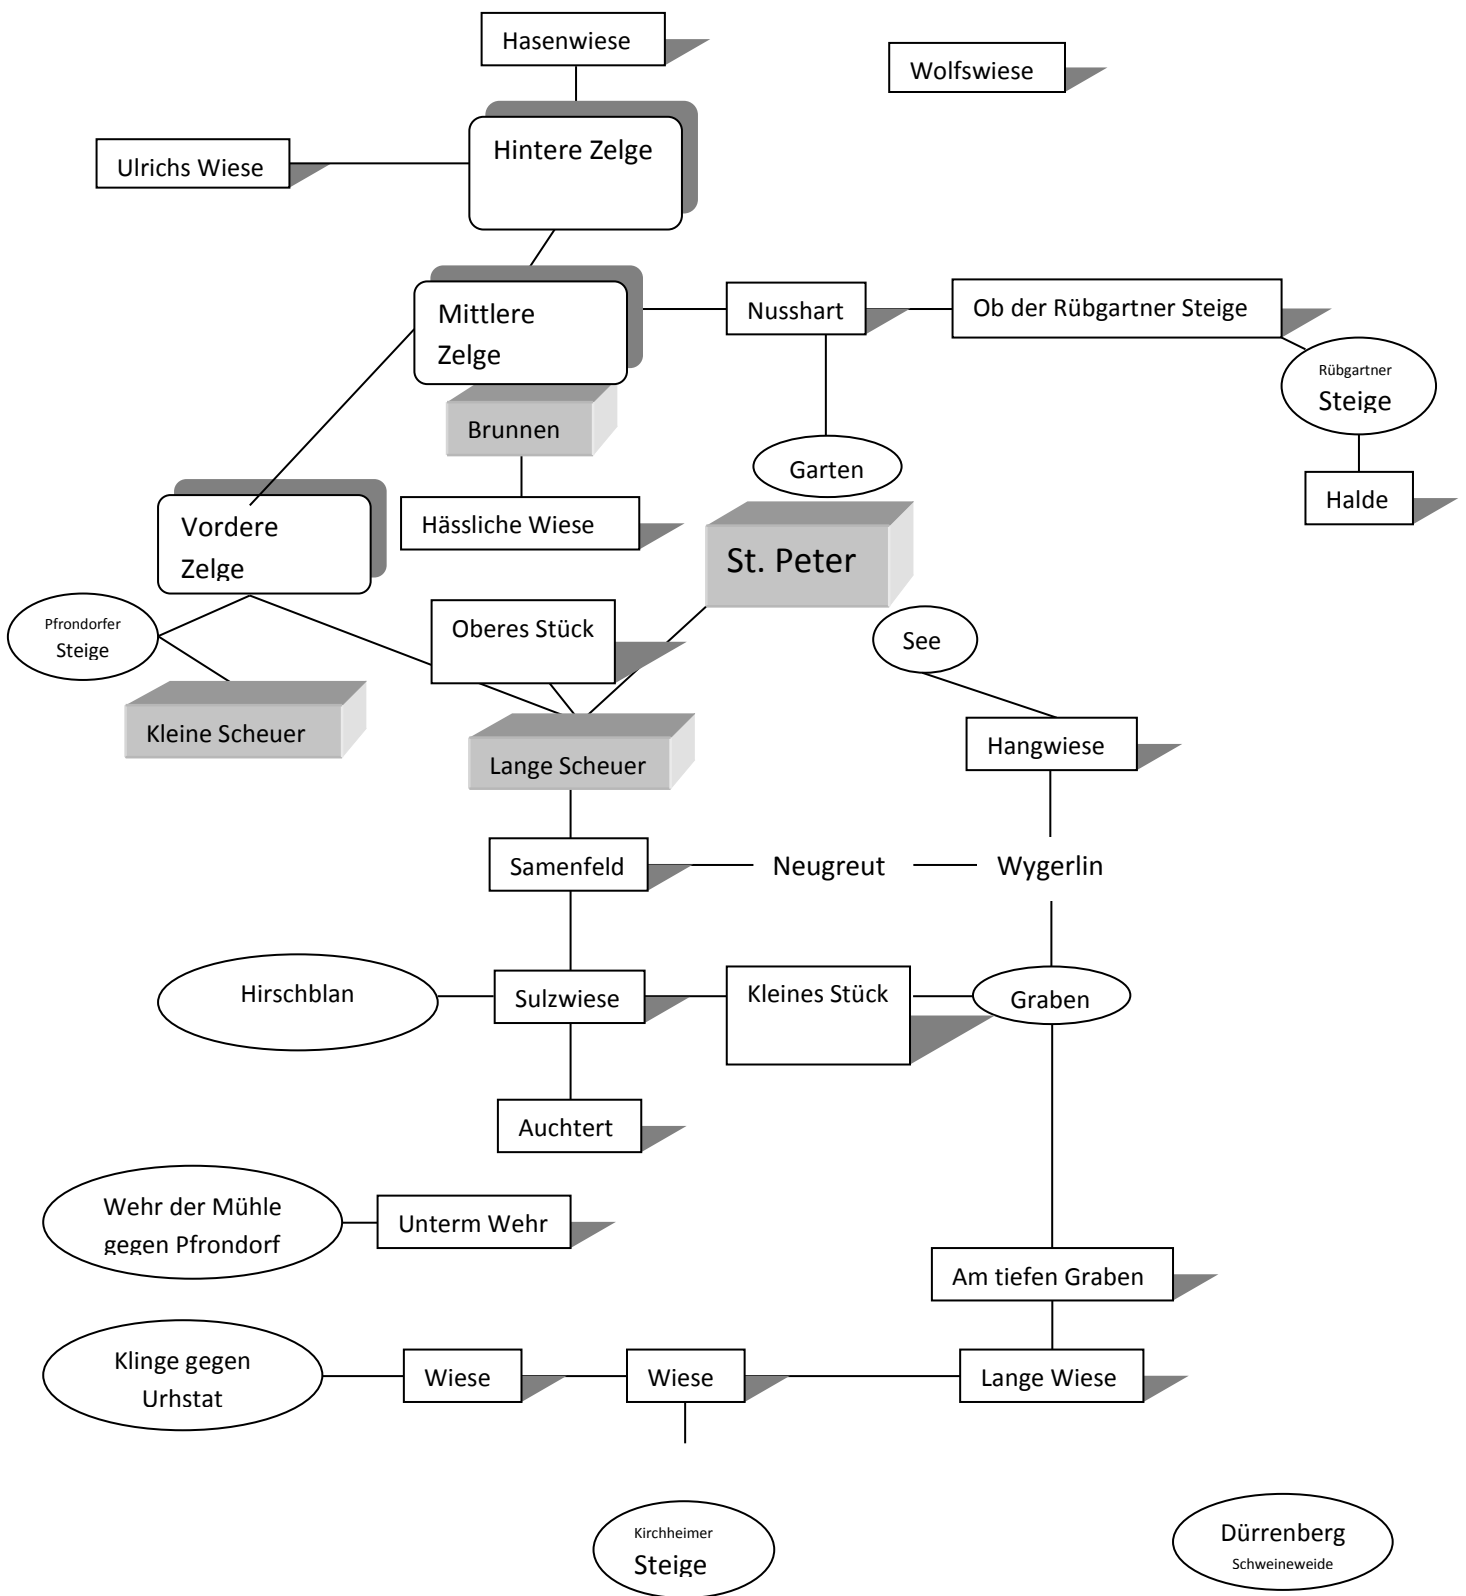 Hasenwiese
Wolfswiese
Hintere Zelge
Ulrichs Wiese
Mittlere
Zelge
Nusshart
Ob der Rübgartner Steige
Rübgartner
Steige
Brunnen
Garten
Halde
Vordere
Zelge
Hässliche Wiese
St. Peter
Pfrondorfer
Steige
Oberes Stück
See
Kleine Scheuer
Lange Scheuer
Hangwiese
Samenfeld
Neugreut
Wygerlin
Hirschblan
Sulzwiese
Kleines Stück
Graben
Auchtert
Wehr der Mühle
gegen Pfrondorf
Unterm Wehr
Am tiefen Graben
Klinge gegen
Urhstat
Wiese
Wiese
Lange Wiese
Kirchheimer
Steige
Dürrenberg
Schweineweide